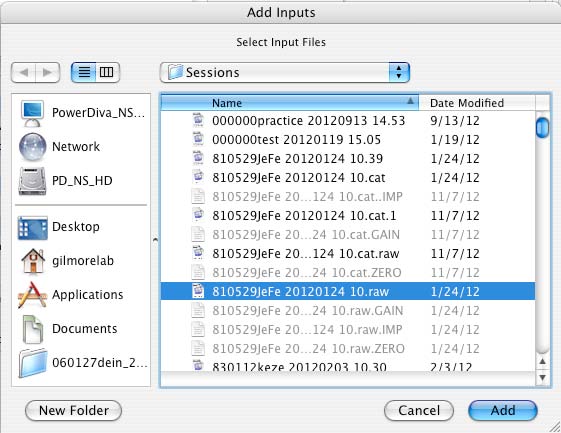 Add Inputs
Select Input Files
Sessions
PowerDiva_NS...
Network
PD_NS_HD
Desktop
gilmorelab
Applications
Documents
060127dein_2...
Name Date Modified
000000practice 20120913 14.53 9/13/12
000000test 20120119 15.05 1/19/12
810529JeFe 20120124 10.39 1/24/12
810529JeFe 20120124 10.cat 1/24/12
810529JeFe 20...124 10.cat..IMP 11/7/12
810529JeFe 20120124 10.cat.1 11/7/12
810529JeFe 20...24 10.cat.GAIN 11/7/12
810529JeFe 20...124 10.cat.raw 11/7/12
810529JeFe 20...24 10.cat.ZERO 11/7/12
810529JeFe 20120124 10.raw 1/24/12
810529JeFe 20...24 10.raw.GAIN 1/24/12
810529JeFe 20...124 10.raw.IMP 1/24/12
810529JeFe 20...24 10.raw.ZERO 1/24/12
830112keze 20120203 10.30 2/3/12
New Folder Cancel Add